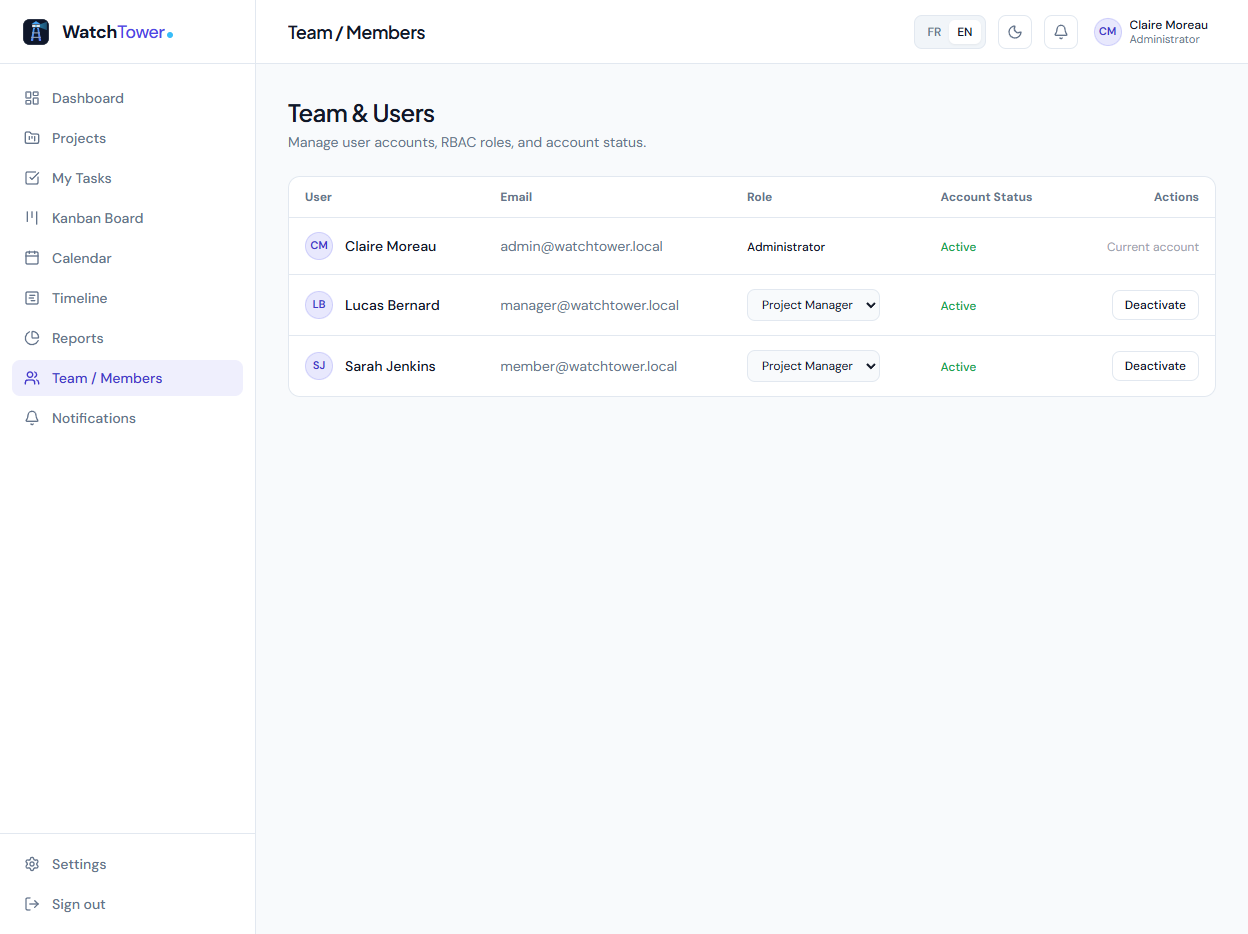 WatchTower
Team / Members
FR EN
CM
Claire Moreau
Administrator
Dashboard
Projects
My Tasks
Kanban Board
Calendar
Timeline
Reports
Team / Members
Notifications
Settings
Sign out
Team & Users
Manage user accounts, RBAC roles, and account status.
User Email Role Account Status Actions
CM Claire Moreau admin@watchtower.local Administrator Active Current account
LB Lucas Bernard manager@watchtower.local Project Manager Active Deactivate
SJ Sarah Jenkins member@watchtower.local Project Manager Active Deactivate